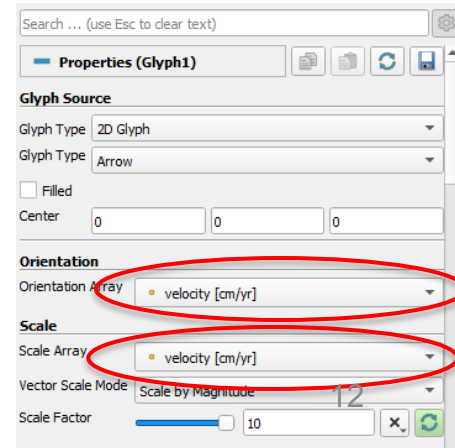 Search ... (use Esc to clear text)
Properties (Glyph1)
Glyph Source
Glyph Type 2D Glyph
Glyph Type Arrow
Filled
Center 0 0 0
Orientation
Orientation Array velocity [cm/yr]
Scale
Scale Array velocity [cm/yr]
Vector Scale Mode Scale by Magnitude
12
Scale Factor 10